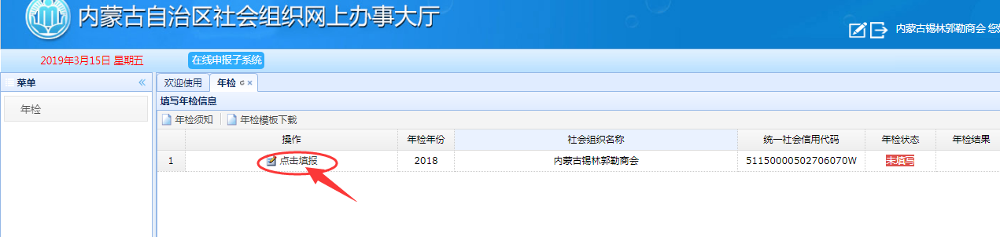 内蒙古自治区社会组织网上办事大厅
内蒙古锡林郭勒商会 您
2019年3月15日 星期五 在线申报子系统
菜单
年检
欢迎使用 年检
填写年检信息
年检须知 年检模板下载
操作 年检年份 社会组织名称 统一社会信用代码 年检状态 年检结果
1 点击填报 2018 内蒙古锡林郭勒商会 51150000502706070W 未填写